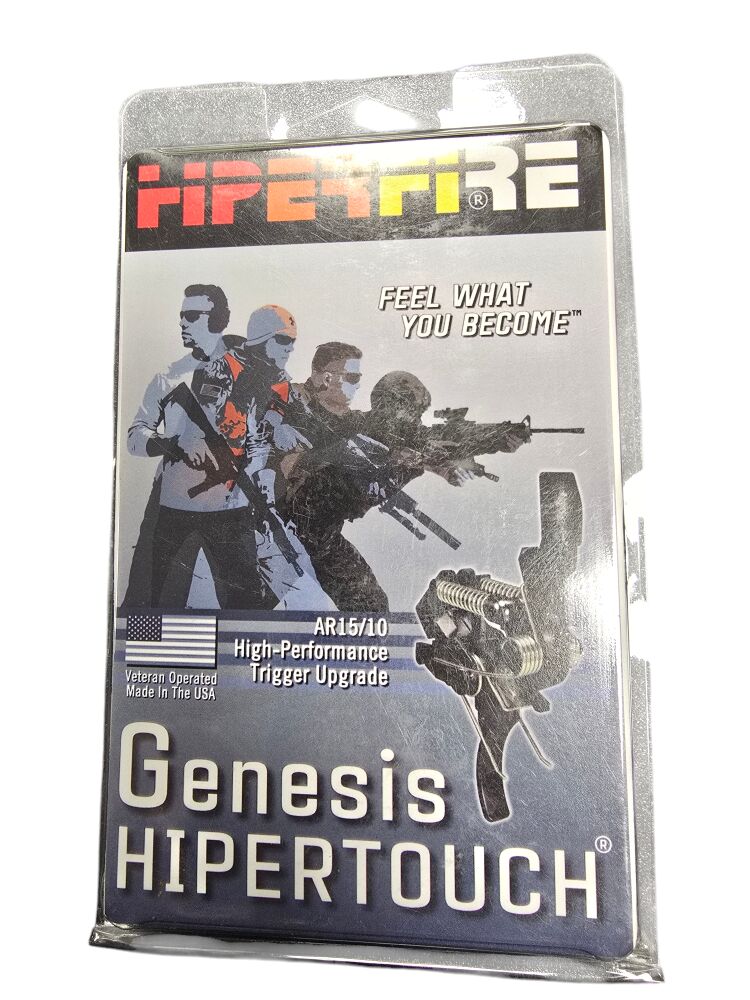 HIPERFIRE®
FEEL WHAT
YOU BECOME™
AR15/10
High-Performance
Trigger Upgrade
Veteran Operated
Made In The USA
Genesis
HIPERTOUCH®